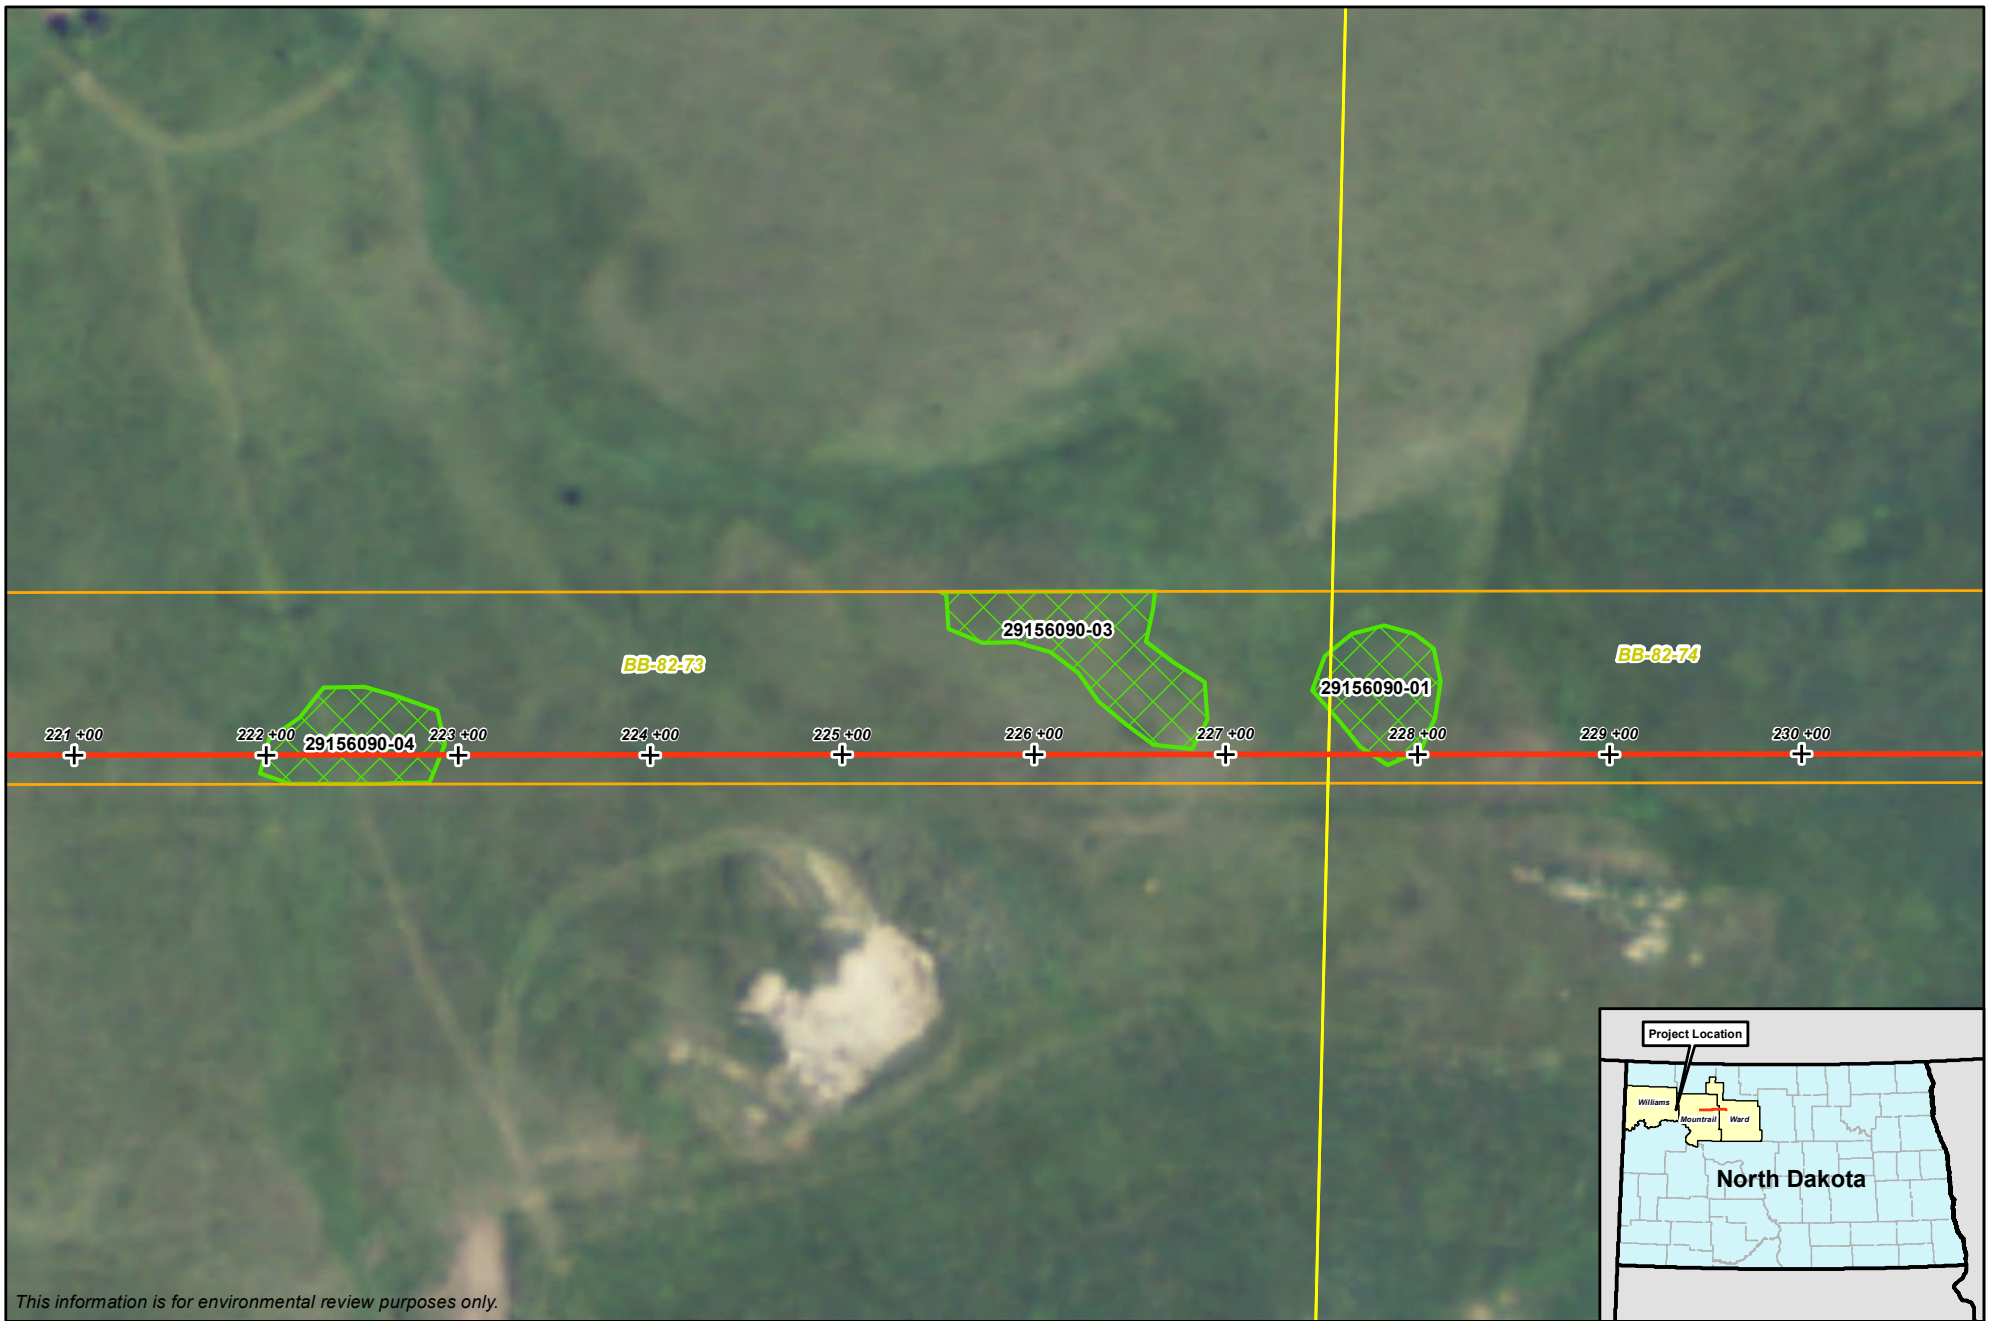 29156090-03
BB-82-73
BB-82-74
29156090-01
221 +00
222 +00
29156090-04
223 +00
224 +00
225 +00
226 +00
227 +00
228 +00
229 +00
230 +00
Project Location
Williams
Mountrail
Ward
North Dakota
This information is for environmental review purposes only.